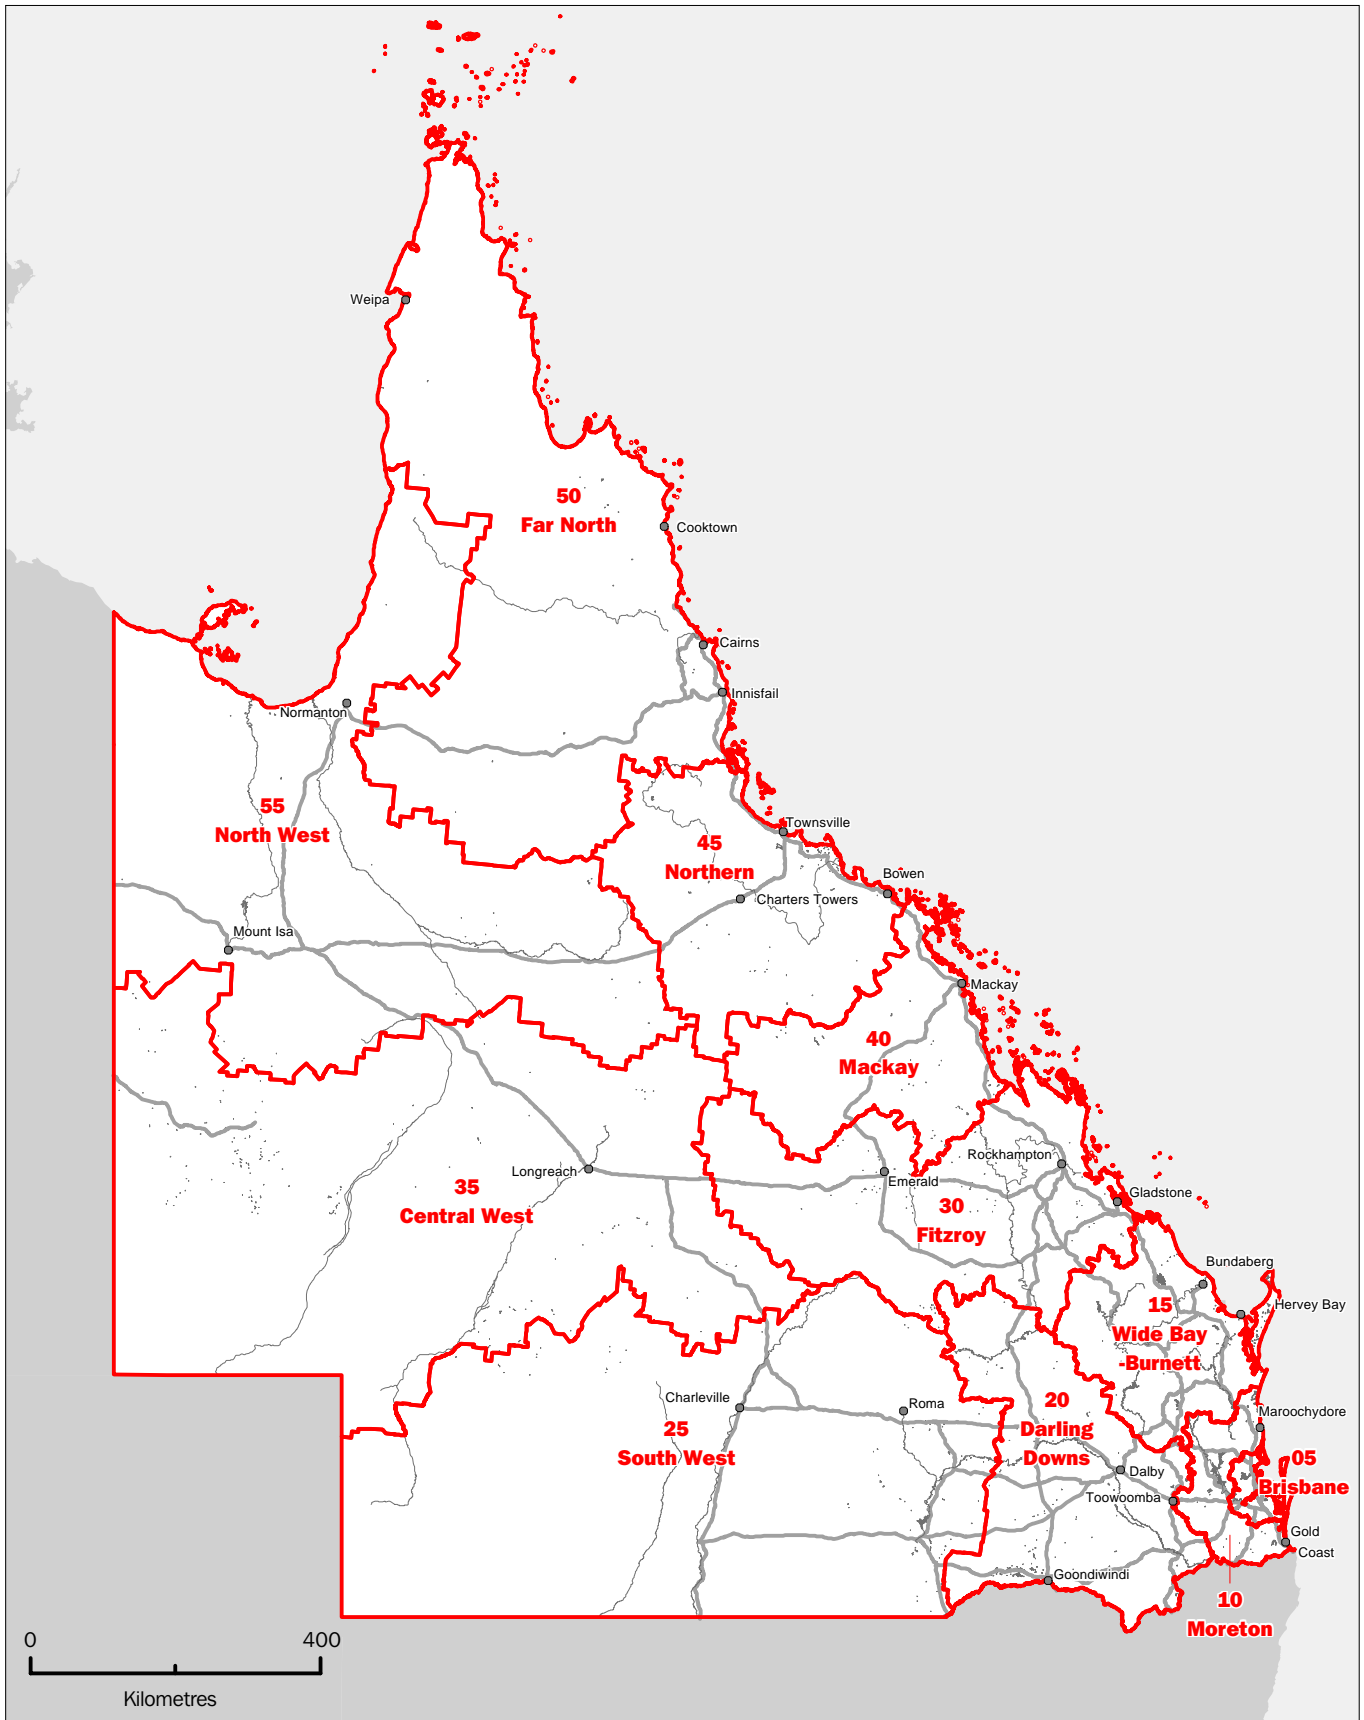 Weipa
50
Far North
Cooktown
Cairns
Innisfail
Normanton
55
North West
Townsville
45
Northern
Bowen
Charters Towers
Mount Isa
Mackay
40
Mackay
Rockhampton
Longreach
Emerald
35
Central West
Gladstone
30
Fitzroy
Bundaberg
15
Wide Bay
-Burnett
Hervey Bay
Charleville
Roma
20
Darling
Downs
Maroochydore
25
South West
05
Brisbane
Dalby
Toowoomba
Gold
Coast
Goondiwindi
10
Moreton
0
400
Kilometres